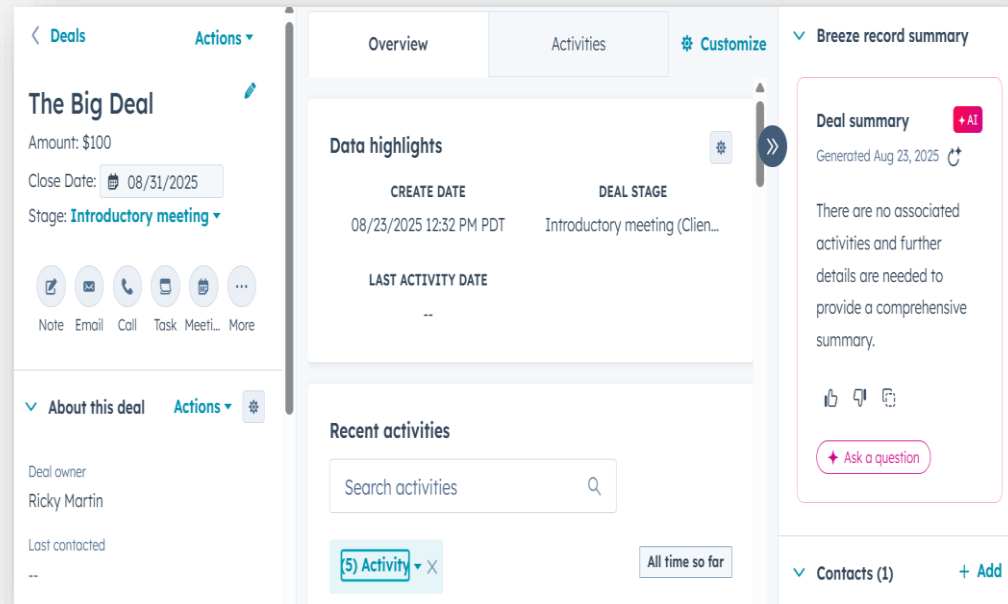 Deals
Actions
The Big Deal
Amount: $100
Close Date: 08/31/2025
Stage: Introductory meeting
Note Email Call Task Meeti... More
About this deal Actions
Deal owner
Ricky Martin
Last contacted
--
Overview Activities Customize
Data highlights
CREATE DATE DEAL STAGE
08/23/2025 12:32 PM PDT Introductory meeting (Clien...
LAST ACTIVITY DATE
--
Recent activities
Search activities
(5) Activity All time so far
Breeze record summary
Deal summary AI
Generated Aug 23, 2025
There are no associated
activities and further
details are needed to
provide a comprehensive
summary.
Ask a question
Contacts (1) + Add